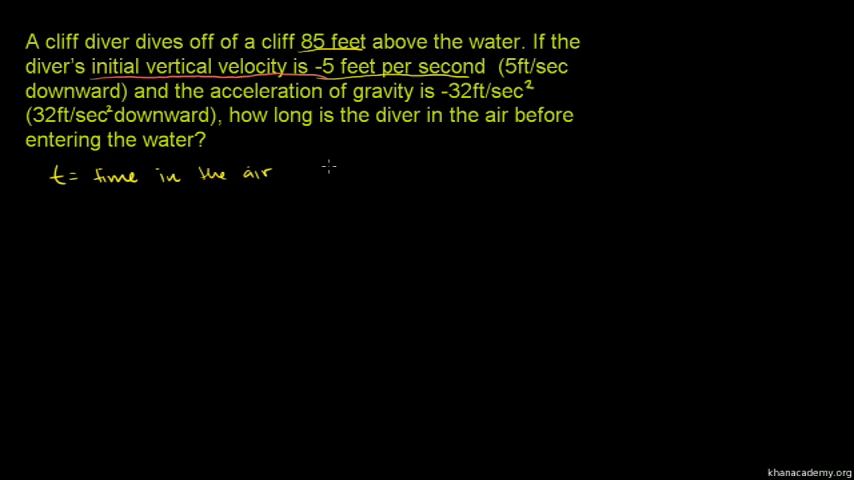 A cliff diver dives off of a cliff 85 feet above the water. If the
diver's initial vertical velocity is -5 feet per second (5ft/sec
downward) and the acceleration of gravity is -32ft/sec²
(32ft/sec² downward), how long is the diver in the air before
entering the water?
t = time in the air
khanacademy.org